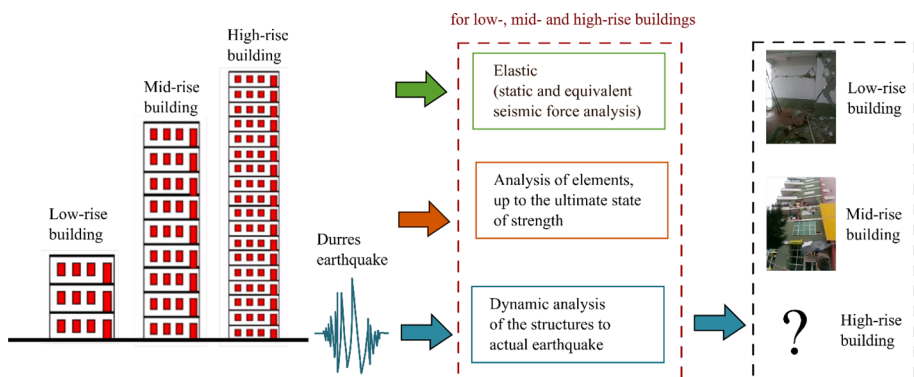 High-rise
building
Mid-rise
building
Low-rise
building
Durres
earthquake
for low-, mid- and high-rise buildings
Elastic
(static and equivalent
seismic force analysis)
Analysis of elements,
up to the ultimate state
of strength
Dynamic analysis
of the structures to
actual earthquake
Low-rise
building
Mid-rise
building
?
High-rise
building